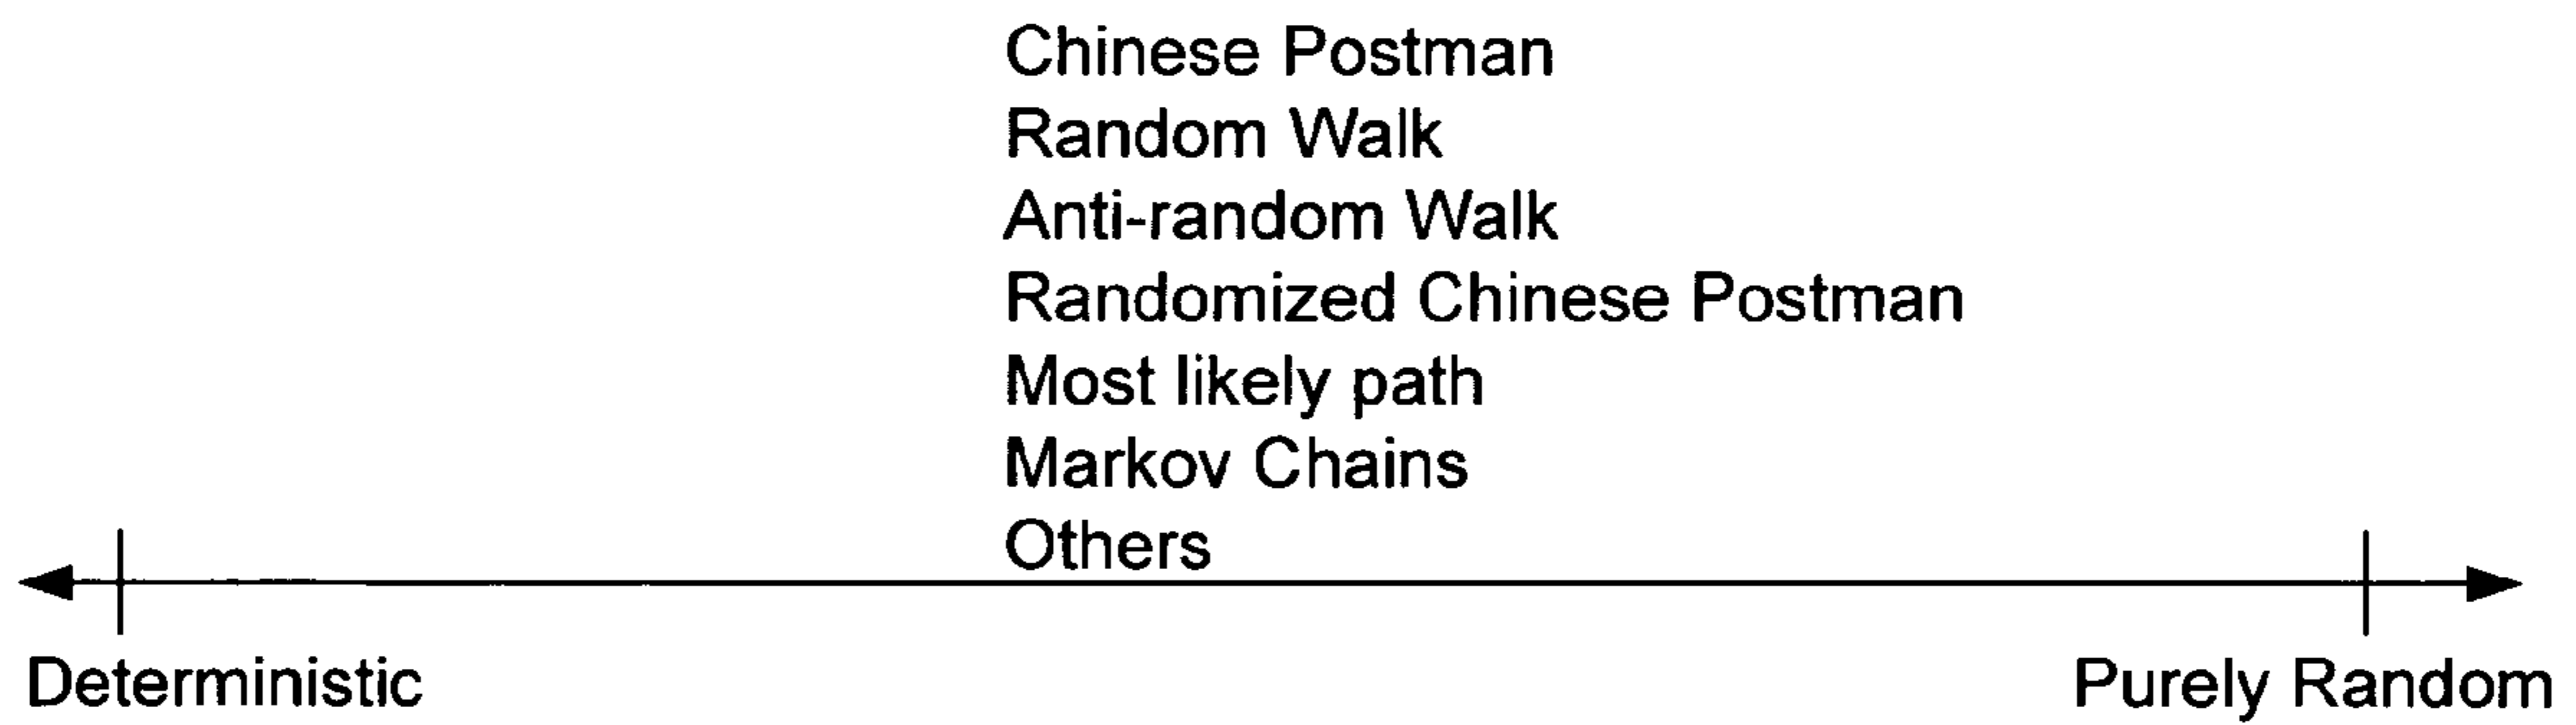 Chinese Postman
Random Walk
Anti-random Walk
Randomized Chinese Postman
Most likely path
Markov Chains
Others
Deterministic
Purely Random